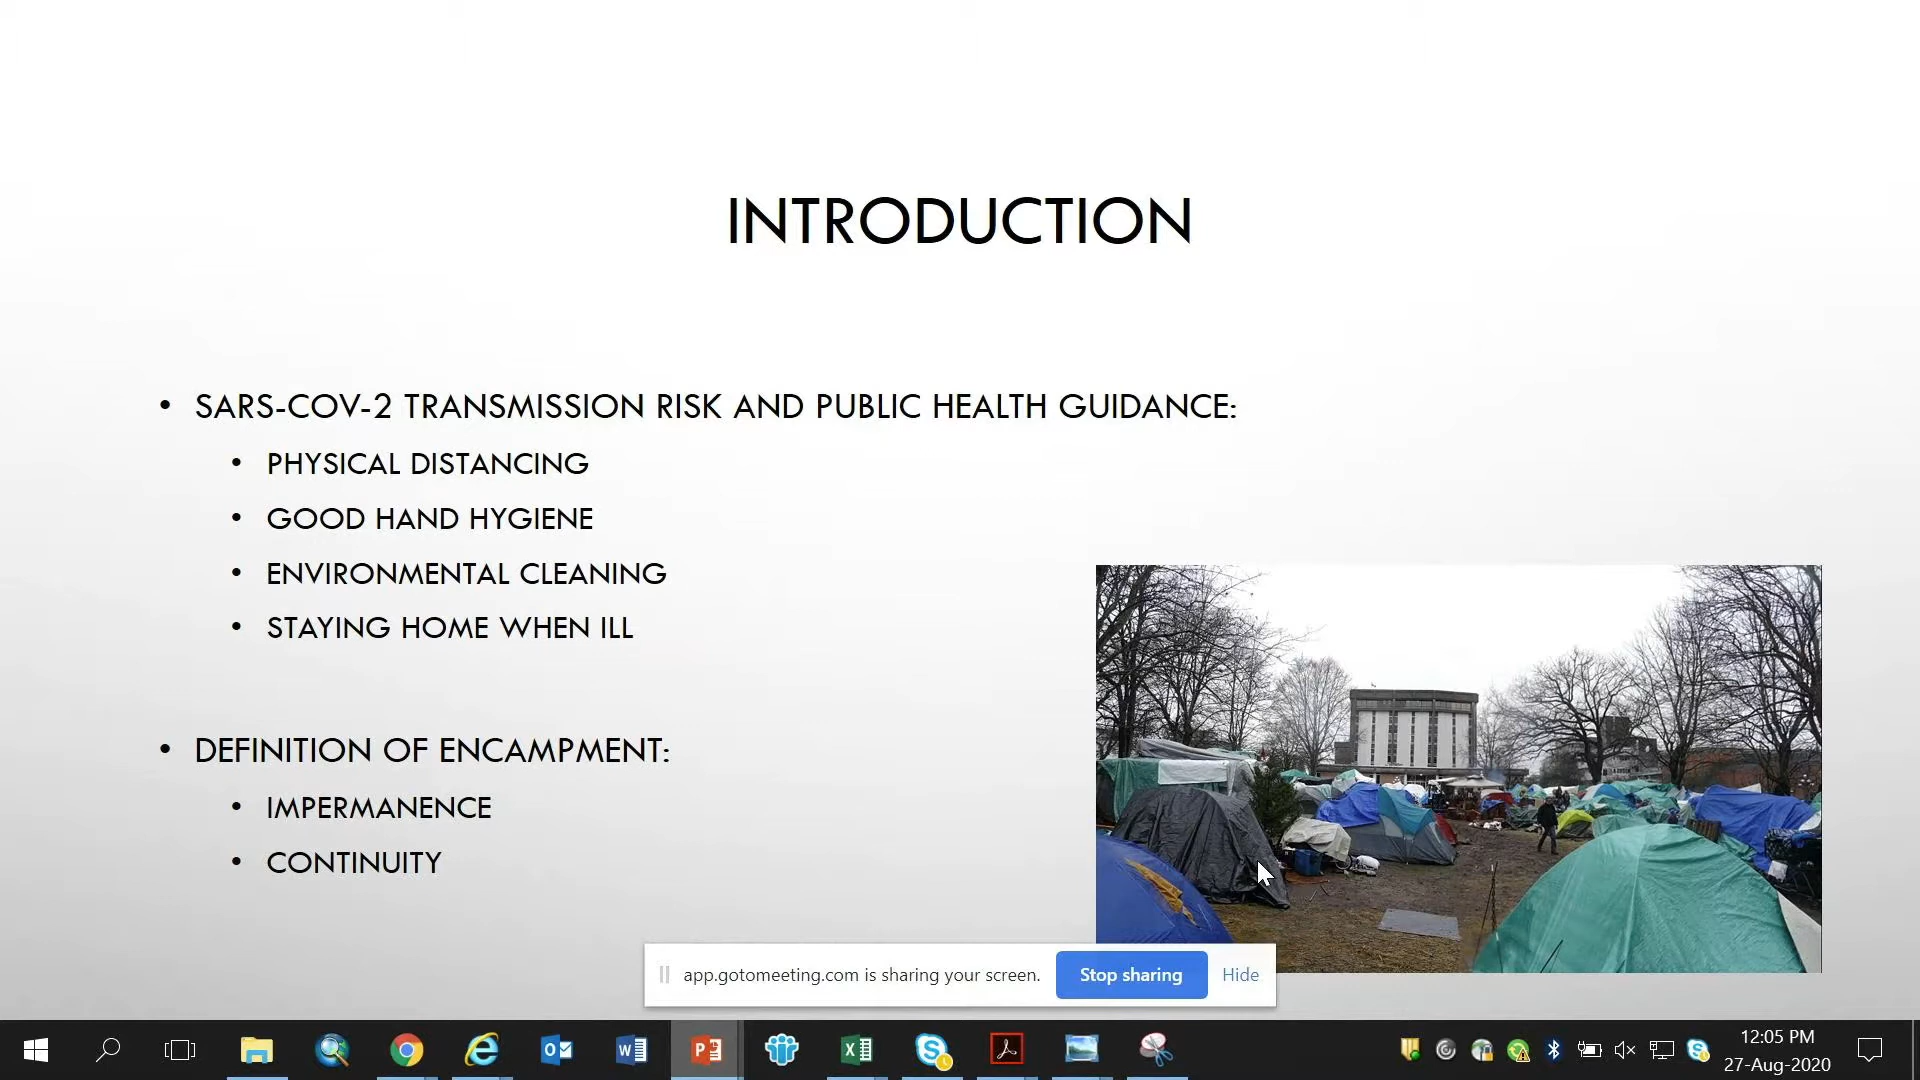 INTRODUCTION
• SARS-COV-2 TRANSMISSION RISK AND PUBLIC HEALTH GUIDANCE:
• PHYSICAL DISTANCING
• GOOD HAND HYGIENE
• ENVIRONMENTAL CLEANING
• STAYING HOME WHEN ILL
• DEFINITION OF ENCAMPMENT:
• IMPERMANENCE
• CONTINUITY
app.gotomeeting.com is sharing your screen. Stop sharing Hide
12:05 PM
27-Aug-2020